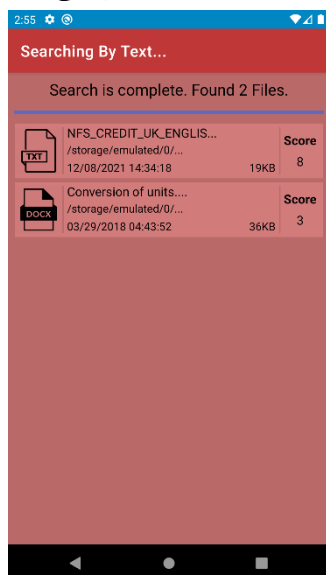 2:55
Searching By Text...
Search is complete. Found 2 Files.
NFS_CREDIT_UK_ENGLIS...
/storage/emulated/0/...
12/08/2021 14:34:18 19KB
TXT
Score
8
Conversion of units....
/storage/emulated/0/...
03/29/2018 04:43:52 36KB
DOCX
Score
3